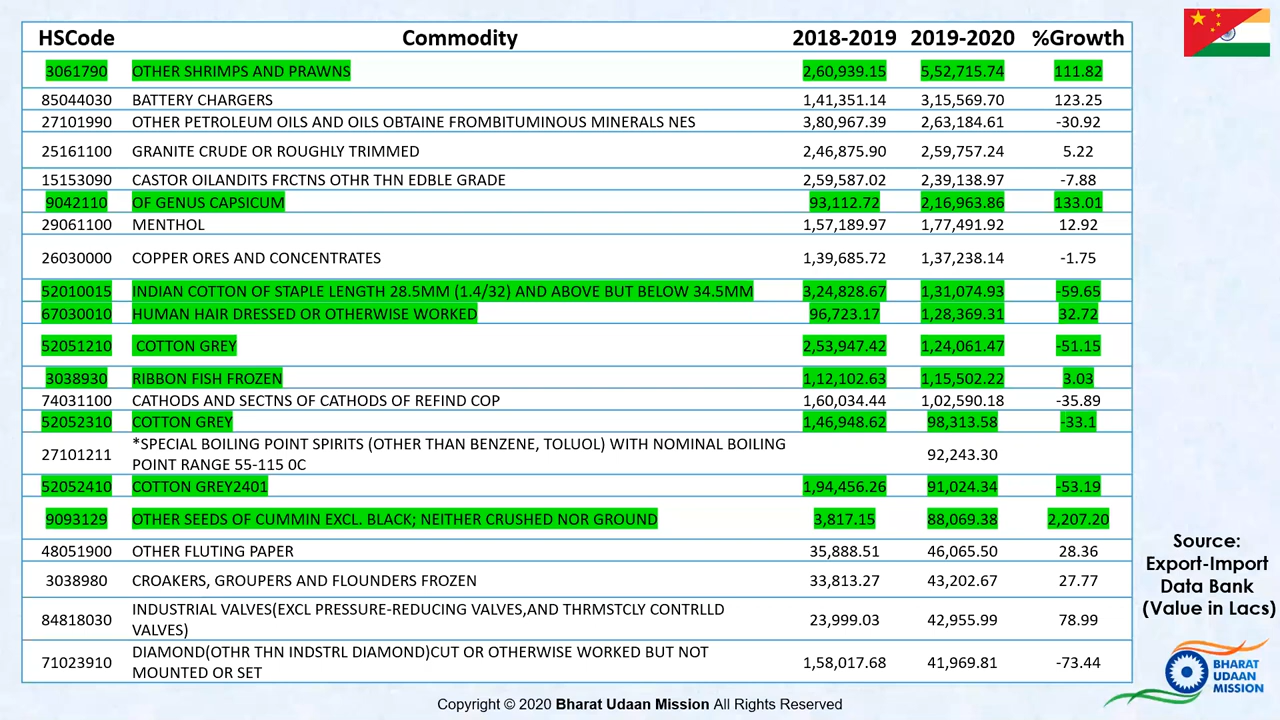 HSCode Commodity 2018-2019 2019-2020 %Growth
3061790 OTHER SHRIMPS AND PRAWNS 2,60,939.15 5,52,715.74 111.82
85044030 BATTERY CHARGERS 1,41,351.14 3,15,569.70 123.25
27101990 OTHER PETROLEUM OILS AND OILS OBTAINE FROMBITUMINOUS MINERALS NES 3,80,967.39 2,63,184.61 -30.92
25161100 GRANITE CRUDE OR ROUGHLY TRIMMED 2,46,875.90 2,59,757.24 5.22
15153090 CASTOR OILANDITS FRCTNS OTHR THN EDBLE GRADE 2,59,587.02 2,39,138.97 -7.88
9042110 OF GENUS CAPSICUM 93,112.72 2,16,963.86 133.01
29061100 MENTHOL 1,57,189.97 1,77,491.92 12.92
26030000 COPPER ORES AND CONCENTRATES 1,39,685.72 1,37,238.14 -1.75
52010015 INDIAN COTTON OF STAPLE LENGTH 28.5MM (1.4/32) AND ABOVE BUT BELOW 34.5MM 3,24,828.67 1,31,074.93 -59.65
67030010 HUMAN HAIR DRESSED OR OTHERWISE WORKED 96,723.17 1,28,369.31 32.72
52051210 COTTON GREY 2,53,947.42 1,24,061.47 -51.15
3038930 RIBBON FISH FROZEN 1,12,102.63 1,15,502.22 3.03
74031100 CATHODS AND SECTNS OF CATHODS OF REFIND COP 1,60,034.44 1,02,590.18 -35.89
52052310 COTTON GREY 1,46,948.62 98,313.58 -33.1
27101211 *SPECIAL BOILING POINT SPIRITS (OTHER THAN BENZENE, TOLUOL) WITH NOMINAL BOILING
POINT RANGE 55-115 0C 92,243.30
52052410 COTTON GREY2401 1,94,456.26 91,024.34 -53.19
9093129 OTHER SEEDS OF CUMMIN EXCL. BLACK; NEITHER CRUSHED NOR GROUND 3,817.15 88,069.38 2,207.20
48051900 OTHER FLUTING PAPER 35,888.51 46,065.50 28.36
3038980 CROAKERS, GROUPERS AND FLOUNDERS FROZEN 33,813.27 43,202.67 27.77
84818030 INDUSTRIAL VALVES(EXCL PRESSURE-REDUCING VALVES,AND THRMSTCLY CONTRLLD
VALVES) 23,999.03 42,955.99 78.99
71023910 DIAMOND(OTHR THN INDSTRL DIAMOND)CUT OR OTHERWISE WORKED BUT NOT
MOUNTED OR SET 1,58,017.68 41,969.81 -73.44
Source:
Export-Import
Data Bank
(Value in Lacs)
BHARAT
UDAAN
MISSION
Copyright © 2020 Bharat Udaan Mission All Rights Reserved